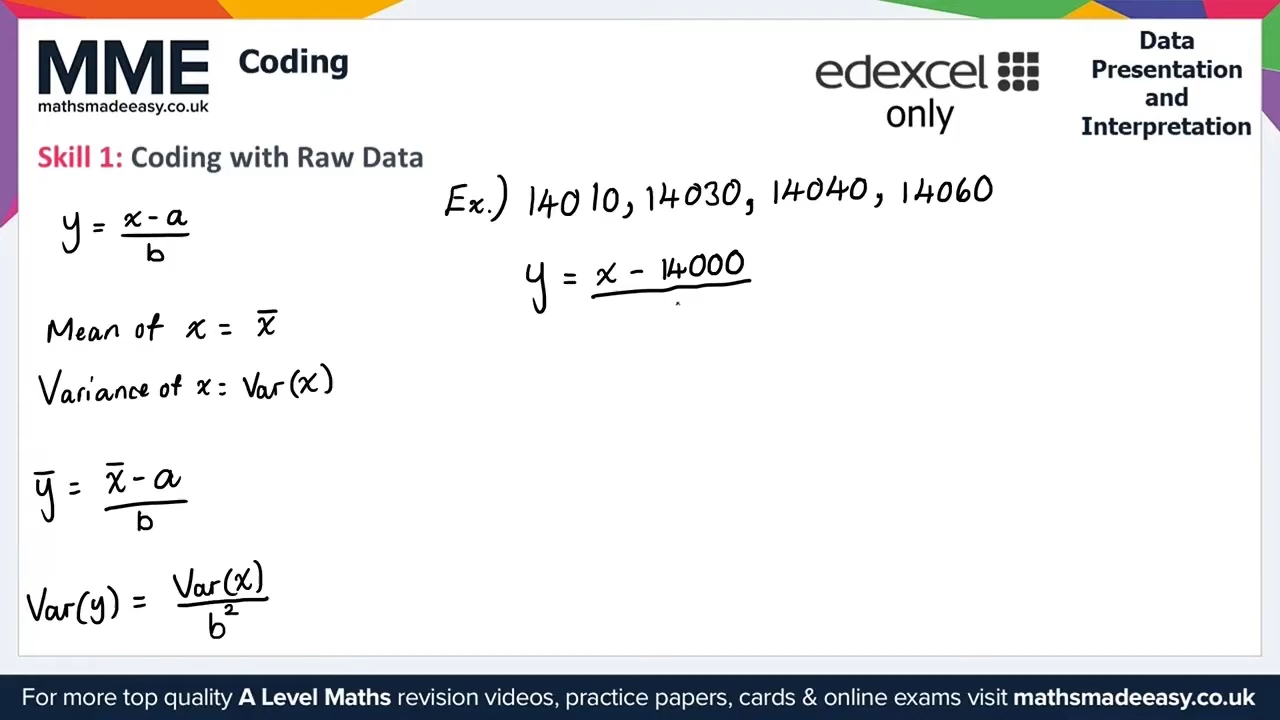 MME
mathsmadeeasy.co.uk
Coding
edexcel
only
Data
Presentation
and
Interpretation
Skill 1: Coding with Raw Data
y = x - a
b
Mean of x = x̄
Variance of x = Var(x)
ȳ = x̄ - a
b
Var(y) = Var(x)
b²
Ex.) 14010, 14030, 14040, 14060
y = x - 14000
For more top quality A Level Maths revision videos, practice papers, cards & online exams visit mathsmadeeasy.co.uk